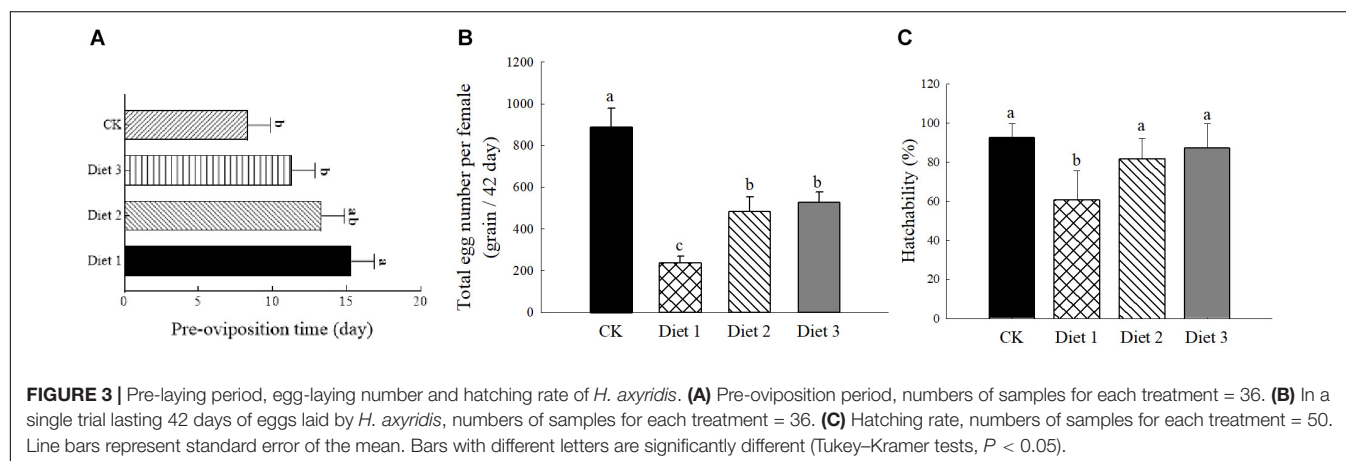 A
CK
b
Diet 3
b
Diet 2
ab
Diet 1
a
0 5 10 15 20
Pre-oviposition time (day)
B
Total egg number per female
(grain / 42 day)
1200
1000
800
600
400
200
0
a
c
b
b
CK Diet 1 Diet 2 Diet 3
C
Hatchability (%)
120
100
80
60
40
20
0
a
b
a
a
CK Diet 1 Diet 2 Diet 3
FIGURE 3 | Pre-laying period, egg-laying number and hatching rate of H. axyridis. (A) Pre-oviposition period, numbers of samples for each treatment = 36. (B) In a
single trial lasting 42 days of eggs laid by H. axyridis, numbers of samples for each treatment = 36. (C) Hatching rate, numbers of samples for each treatment = 50.
Line bars represent standard error of the mean. Bars with different letters are significantly different (Tukey–Kramer tests, P < 0.05).